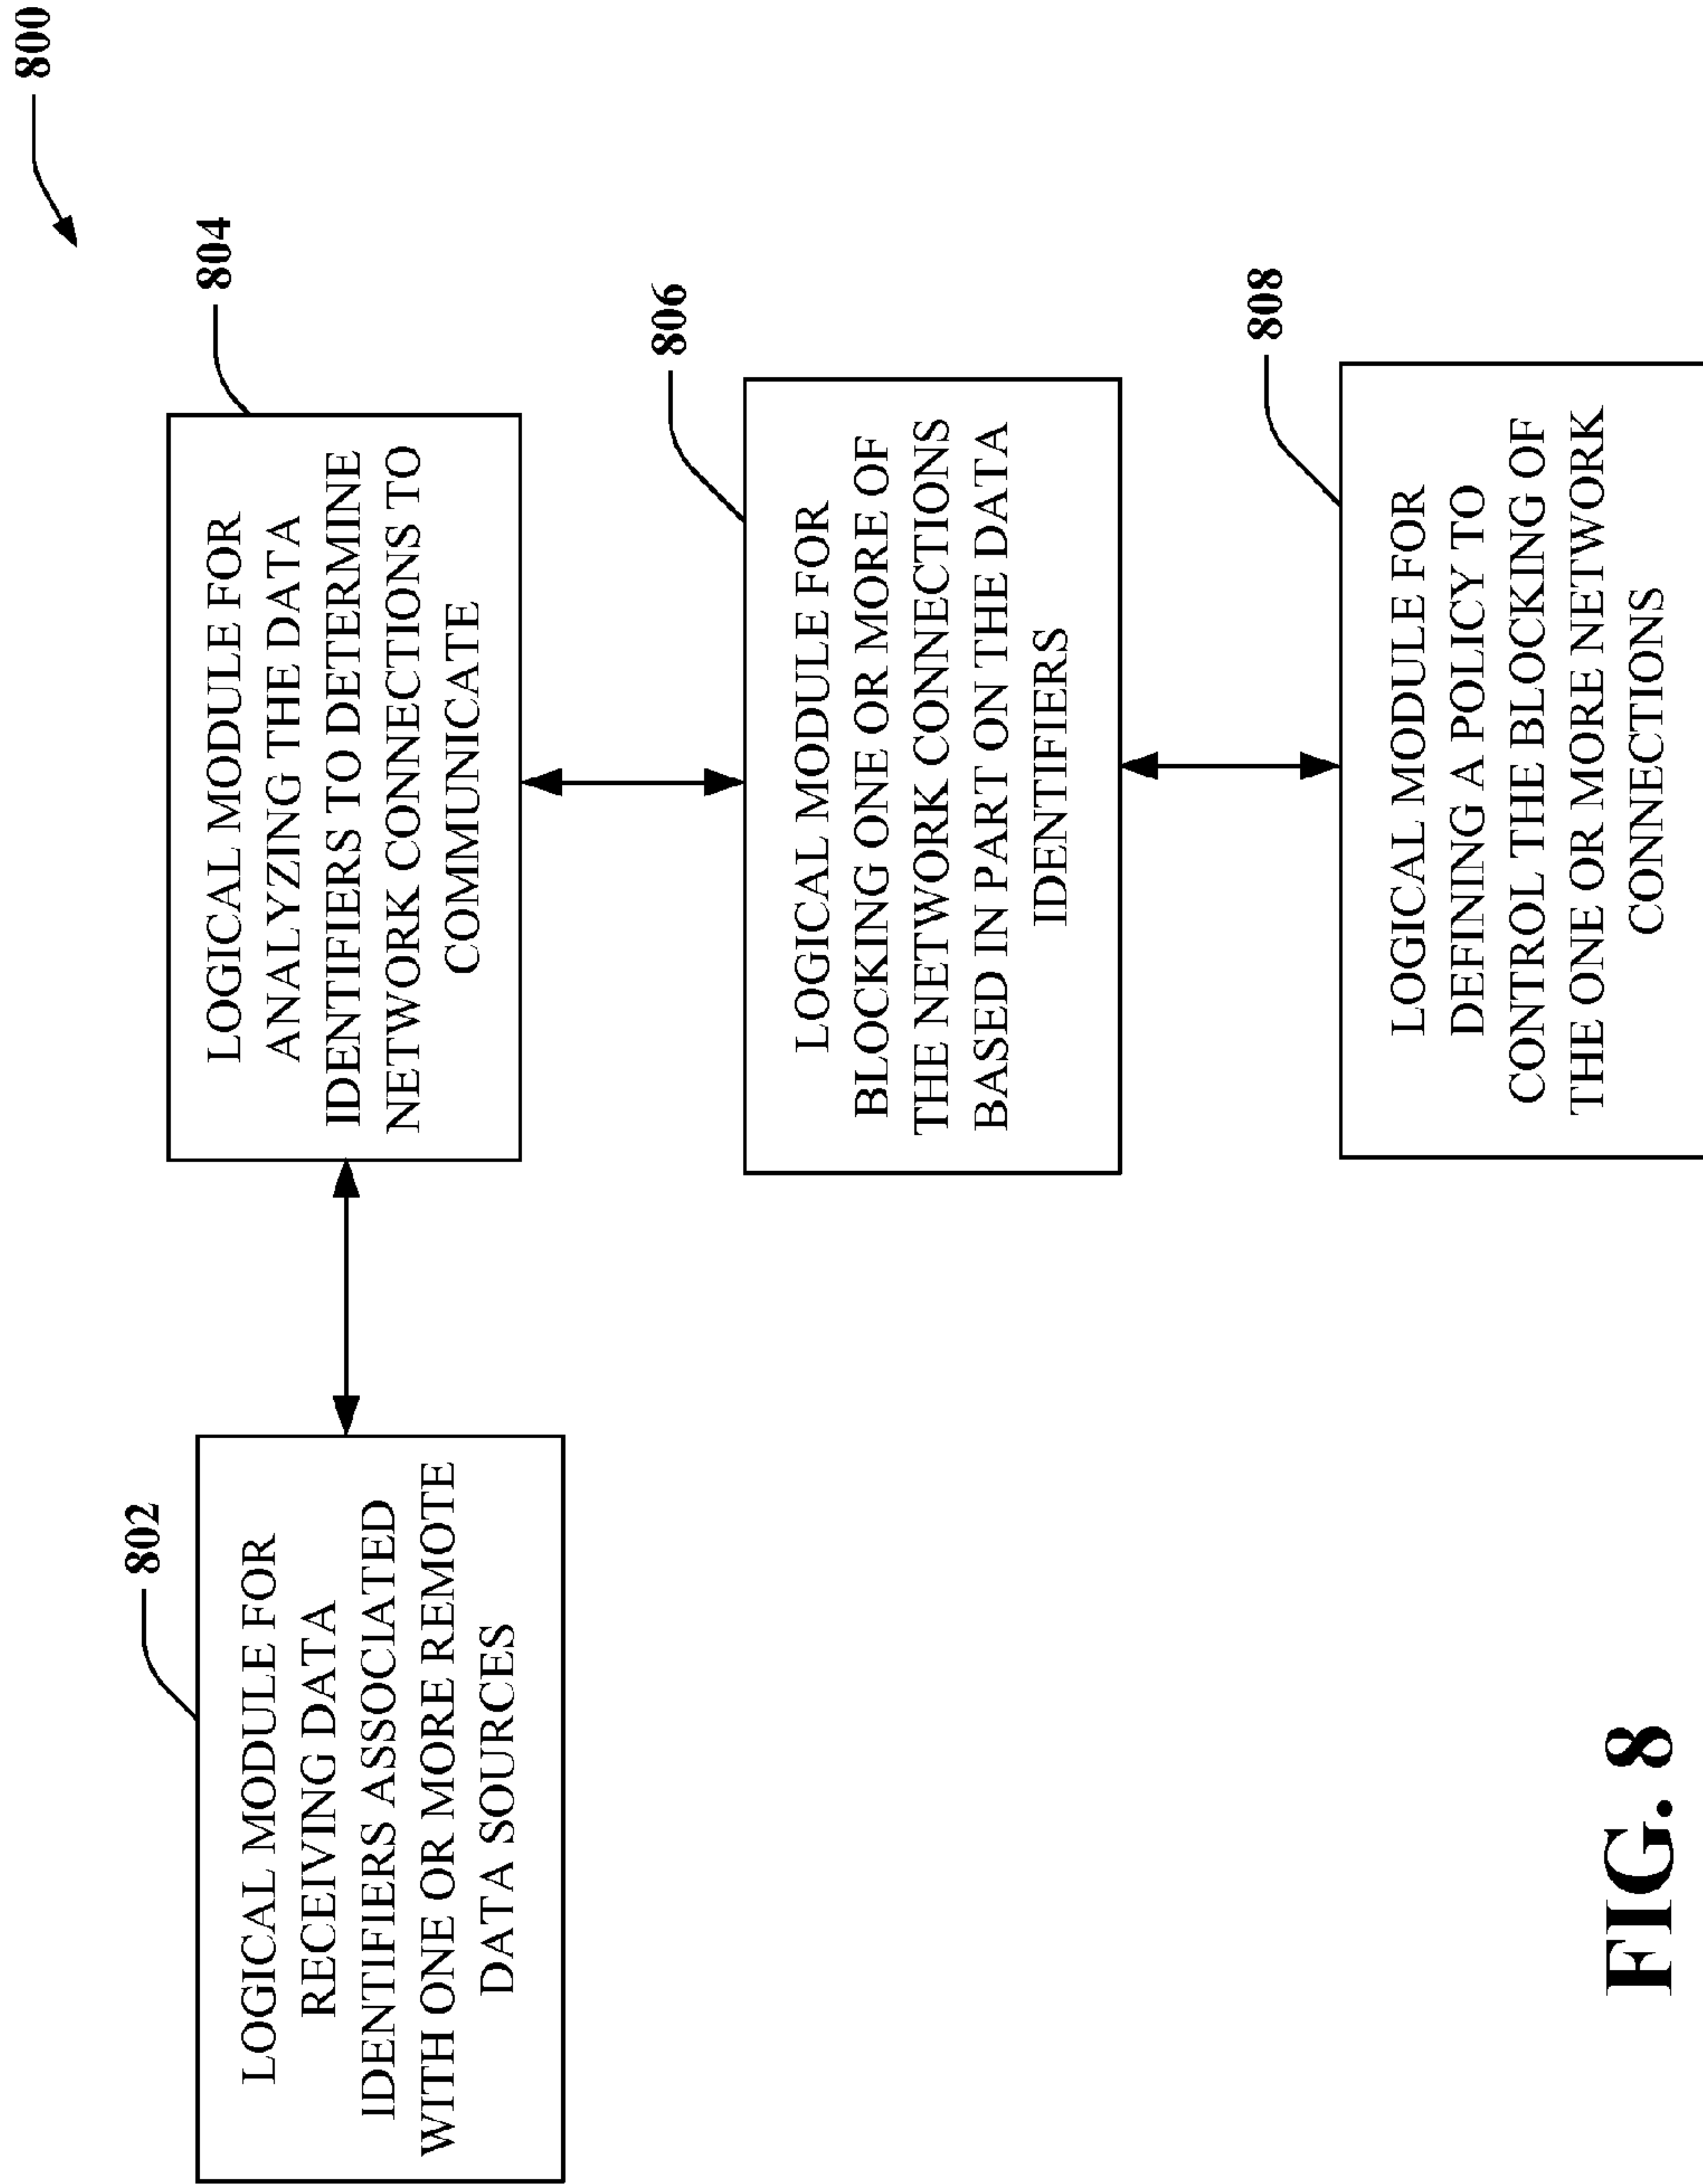 800
802
LOGICAL MODULE FOR
RECEIVING DATA
IDENTIFIERS ASSOCIATED
WITH ONE OR MORE REMOTE
DATA SOURCES
804
LOGICAL MODULE FOR
ANALYZING THE DATA
IDENTIFIERS TO DETERMINE
NETWORK CONNECTIONS TO
COMMUNICATE
806
LOGICAL MODULE FOR
BLOCKING ONE OR MORE OF
THE NETWORK CONNECTIONS
BASED IN PART ON THE DATA
IDENTIFIERS
808
LOGICAL MODULE FOR
DEFINING A POLICY TO
CONTROL THE BLOCKING OF
THE ONE OR MORE NETWORK
CONNECTIONS
FIG. 8